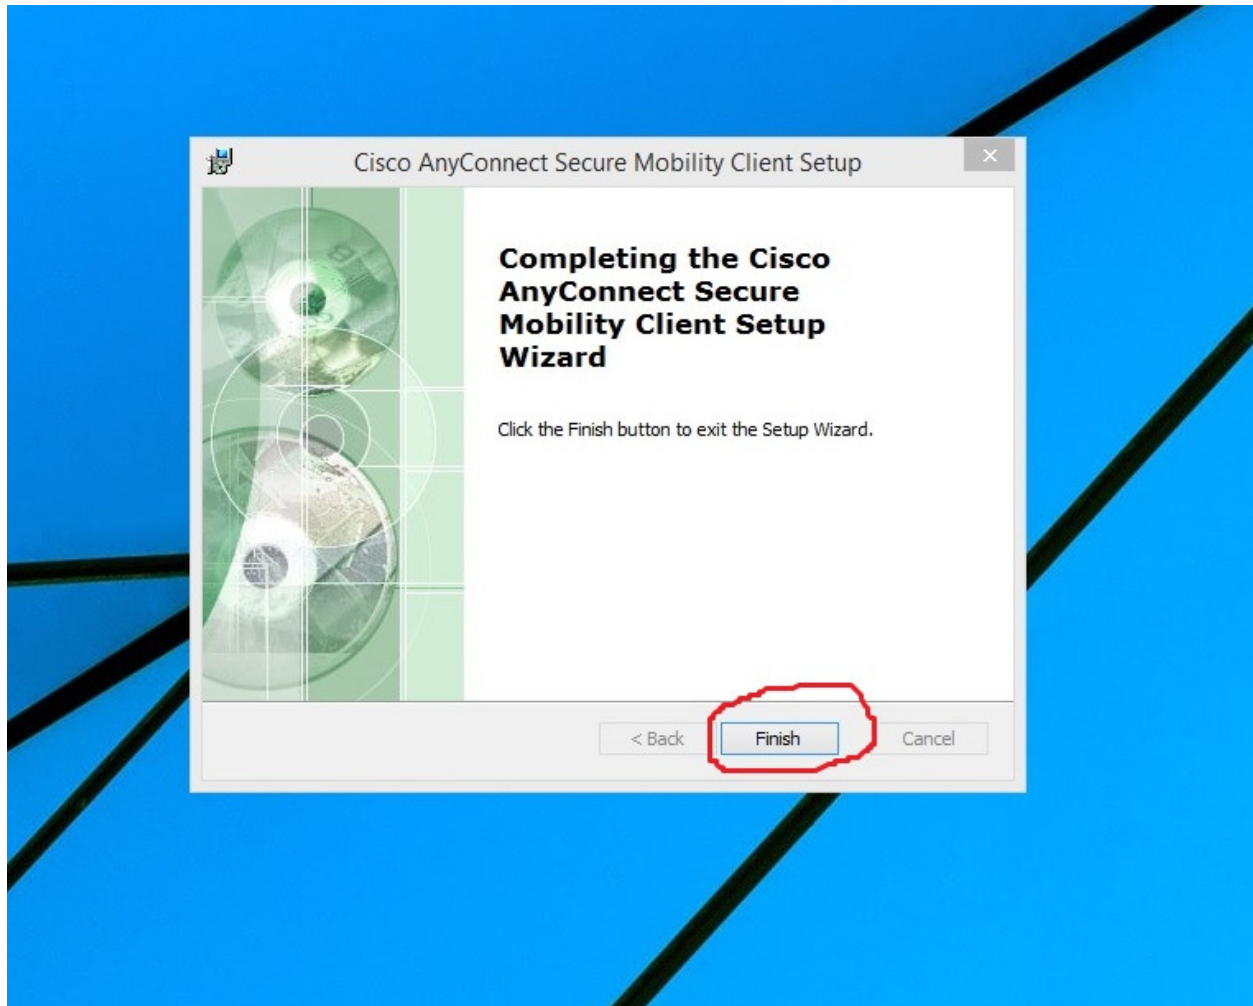 Cisco AnyConnect Secure Mobility Client Setup
Completing the Cisco
AnyConnect Secure
Mobility Client Setup
Wizard
Click the Finish button to exit the Setup Wizard.
< Back Finish Cancel